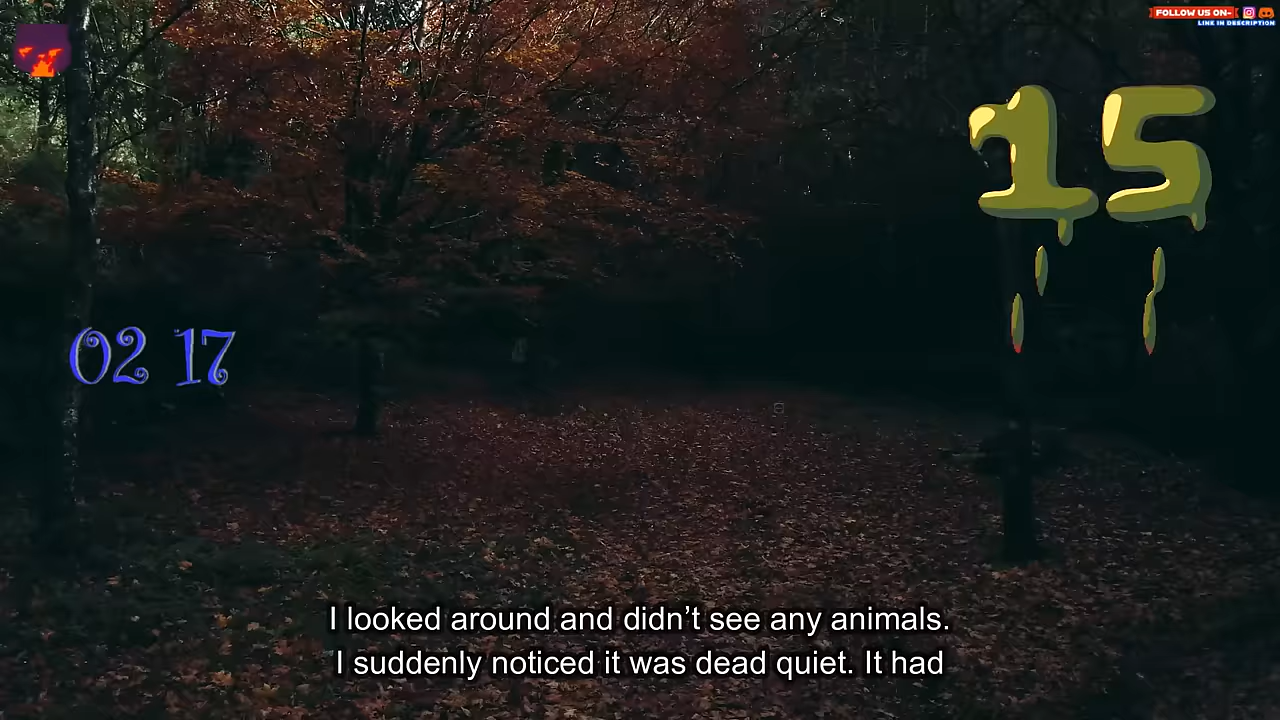 FOLLOW US ON-
LINK IN DESCRIPTION
15
02 17
I looked around and didn’t see any animals.
I suddenly noticed it was dead quiet. It had